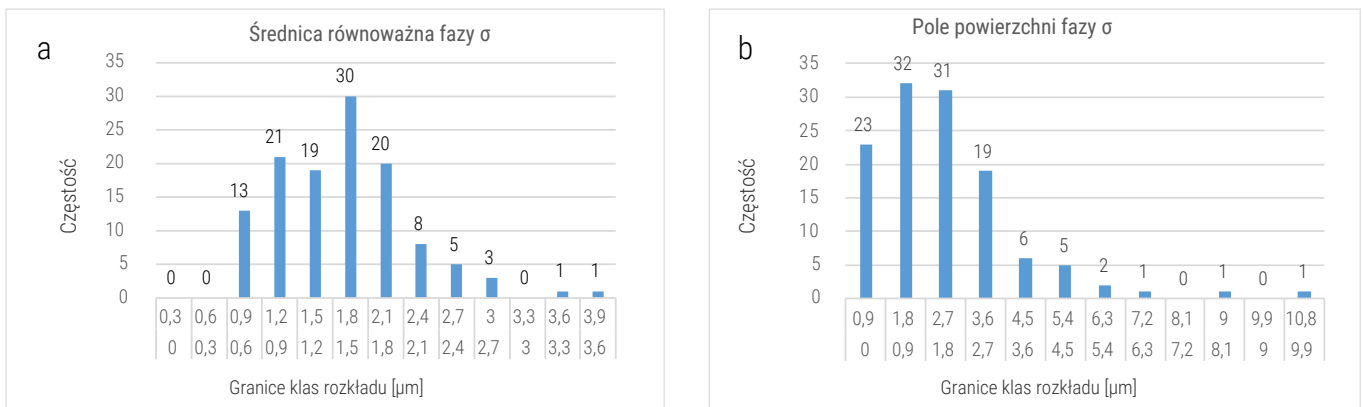 a
Średnica równoważna fazy σ
35
30
25
20
15
10
5
0
Częstość
0 0 13 21 19 30 20 8 5 3 0 1 1
0,3 0,6 0,9 1,2 1,5 1,8 2,1 2,4 2,7 3 3,3 3,6 3,9
0 0,3 0,6 0,9 1,2 1,5 1,8 2,1 2,4 2,7 3 3,3 3,6
Granice klas rozkładu [µm]
b
Pole powierzchni fazy σ
35
30
25
20
15
10
5
0
Częstość
23 32 31 19 6 5 2 1 0 1 0 1
0,9 1,8 2,7 3,6 4,5 5,4 6,3 7,2 8,1 9 9,9 10,8
0 0,9 1,8 2,7 3,6 4,5 5,4 6,3 7,2 8,1 9 9,9
Granice klas rozkładu [µm]